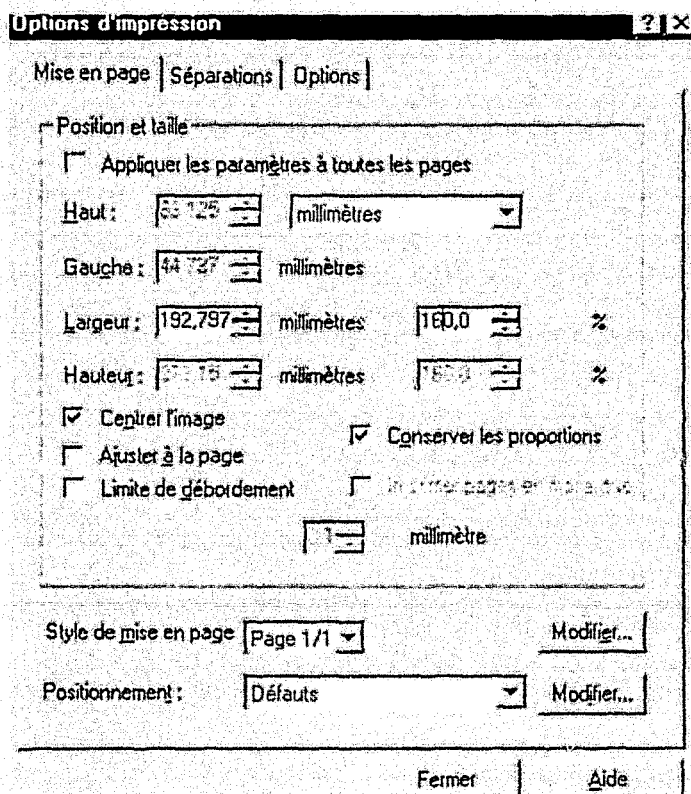 Options d'impression ? ×
Mise en page Séparations Options
Position et taille
Appliquer les paramètres à toutes les pages
Haut : millimètres
Gauche : millimètres
Largeur : 192,797 millimètres 160,0 %
Hauteur : millimètres %
Centrer l'image
Conserver les proportions
Ajuster à la page
Limite de débordement
1 millimètre
Style de mise en page Page 1/1 Modifier...
Positionnement : Défauts Modifier...
Fermer Aide